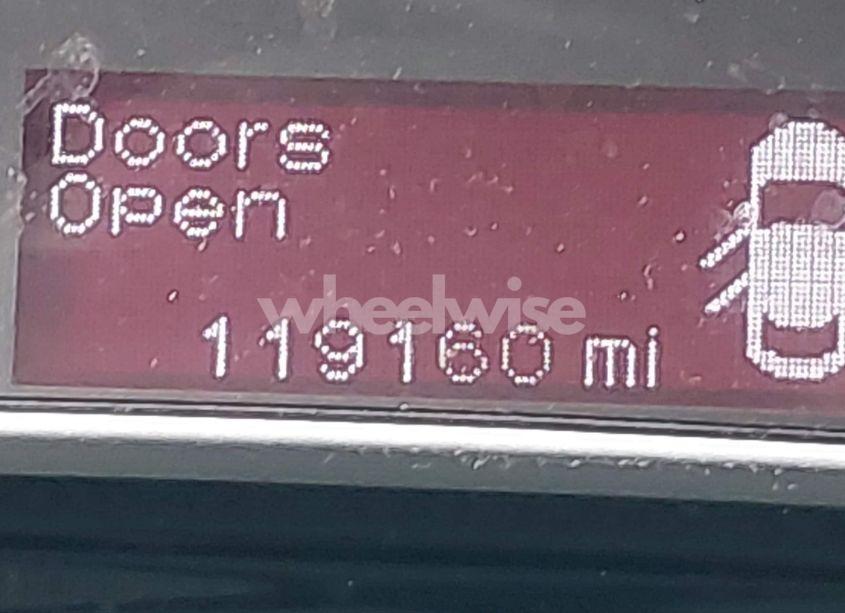 Doors
Open
wheelwise
119160 mi